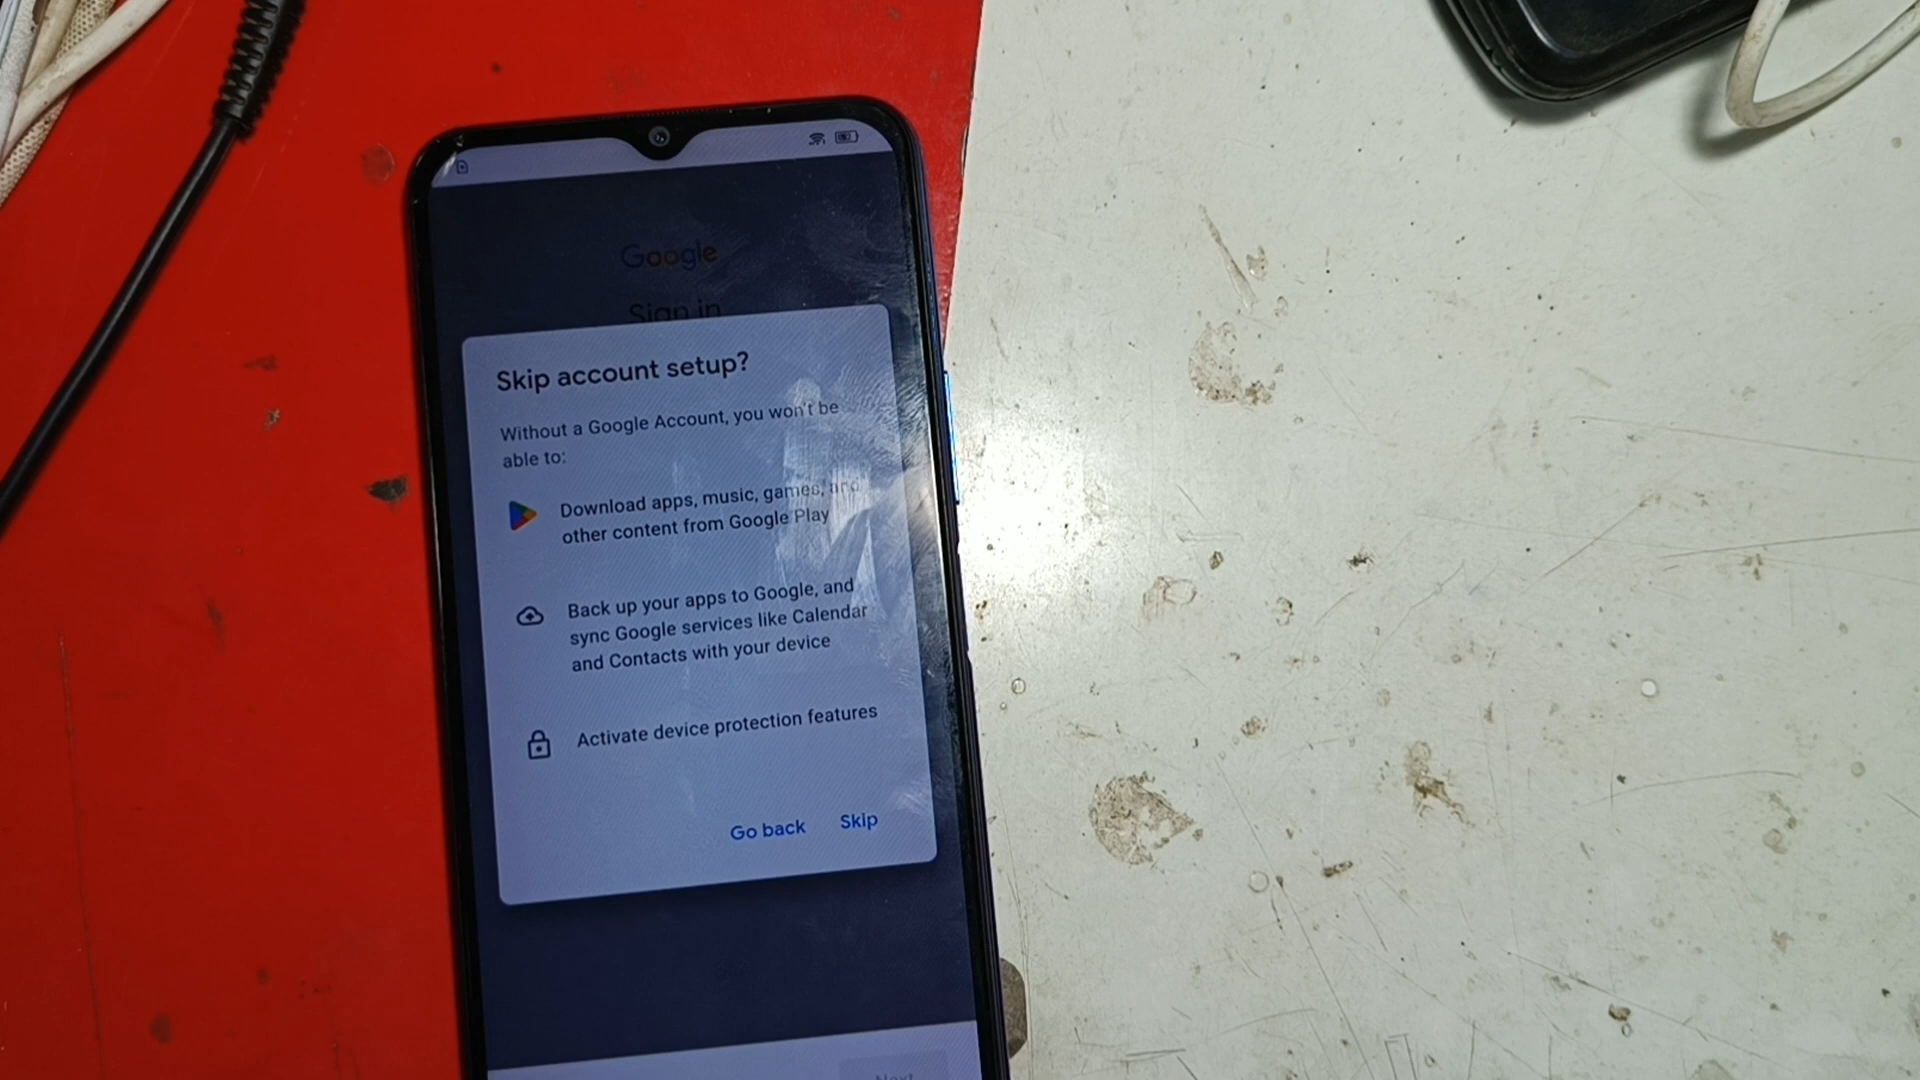 Google
Sign in
Skip account setup?
Without a Google Account, you won't be
able to:
Download apps, music, games, and
other content from Google Play
Back up your apps to Google, and
sync Google services like Calendar
and Contacts with your device
Activate device protection features
Go back Skip
Next